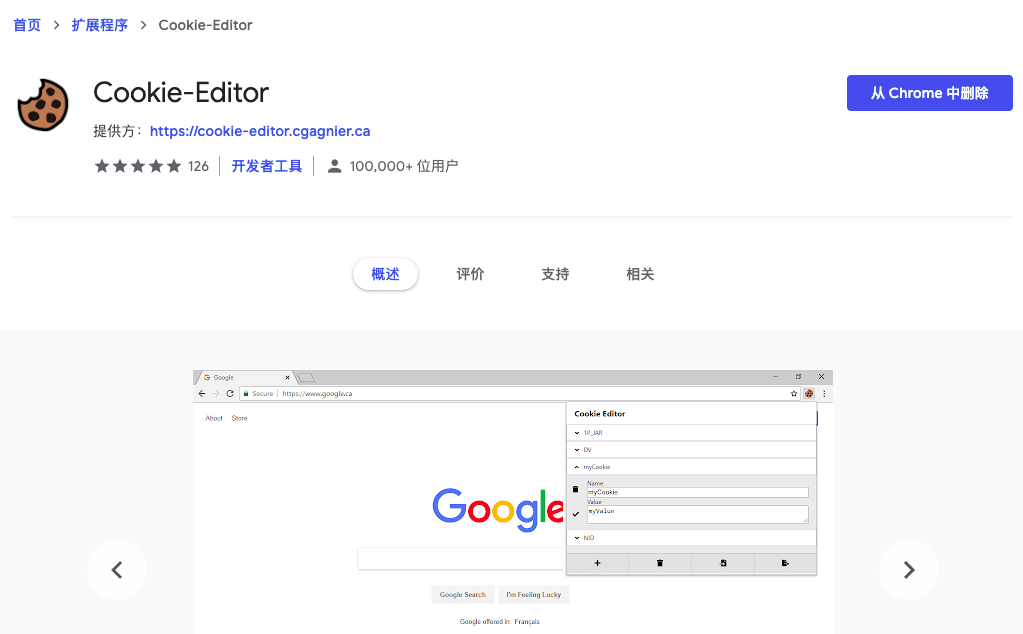 首页 > 扩展程序 > Cookie-Editor
Cookie-Editor
从 Chrome 中删除
提供方： https://cookie-editor.cgagnier.ca
126 开发者工具 100,000+ 位用户
概述 评价 支持 相关
Google
Secure https://www.google.ca
About Store
Cookie Editor
1P_JAR
DV
myCookie
Name
myCookie
Value
myValue
NID
Google
Google Search I'm Feeling Lucky
Google offered in: Français